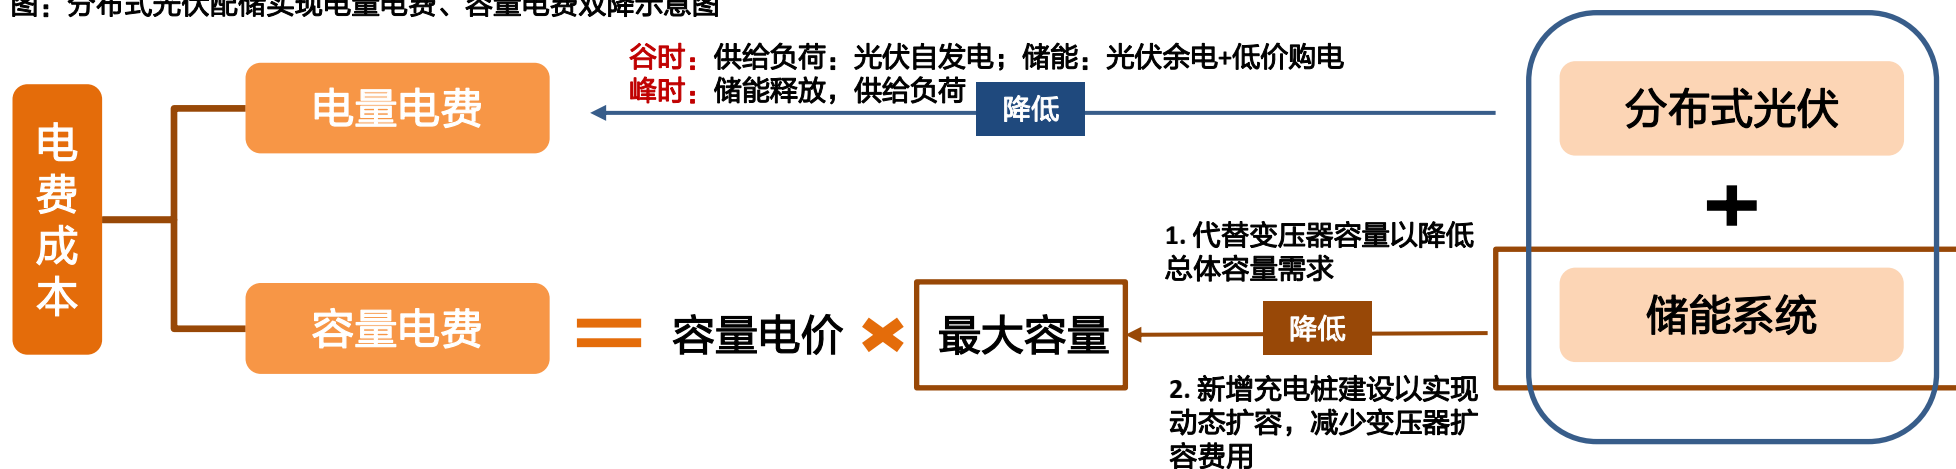 图：分布式光伏配储实现电量电费、容量电费双降示意图
谷时：供给负荷：光伏自发电；储能：光伏余电+低价购电
峰时：储能释放，供给负荷
降低
电量电费
分布式光伏
电费成本
+
1. 代替变压器容量以降低
总体容量需求
容量电费
=
容量电价
×
最大容量
降低
储能系统
2. 新增充电桩建设以实现
动态扩容，减少变压器扩
容费用